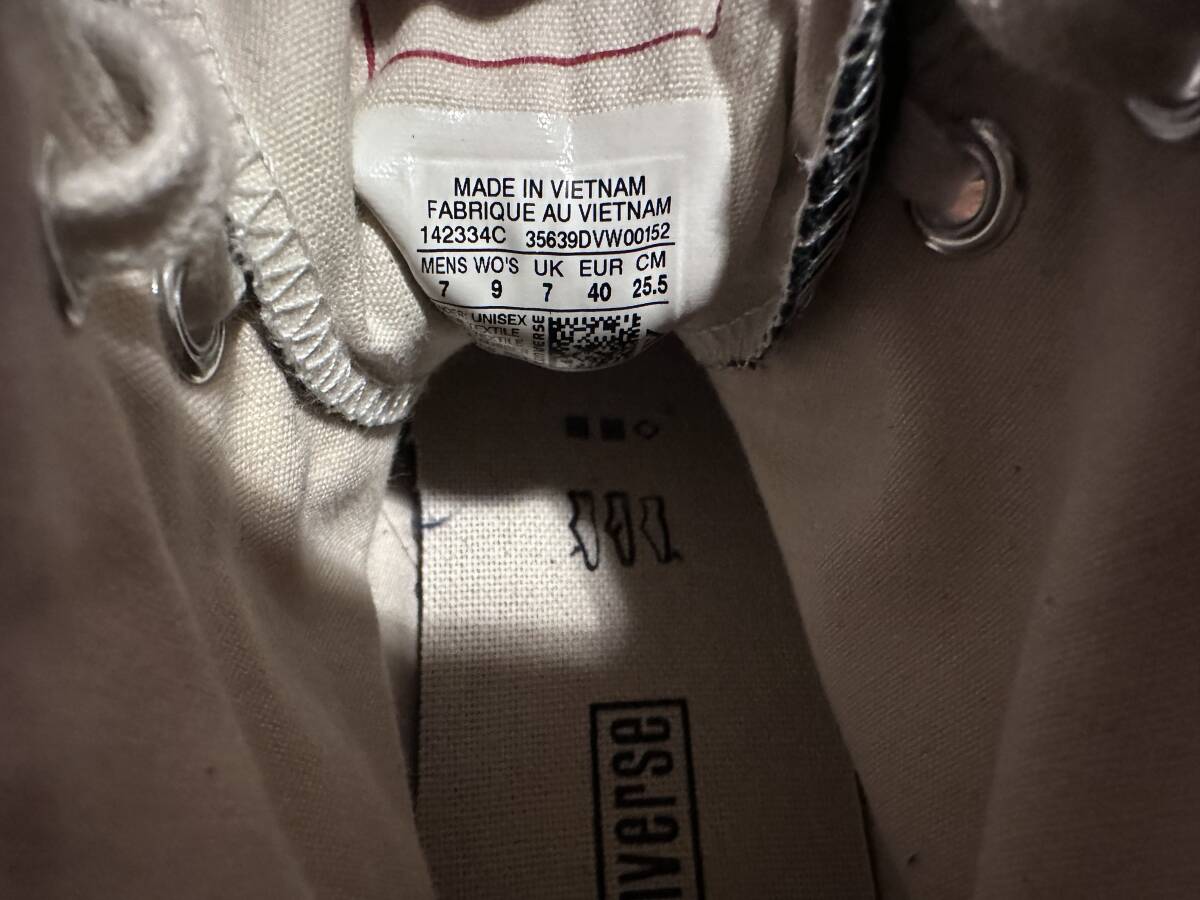 MADE IN VIETNAM
FABRIQUE AU VIETNAM
142334C 35639DVW00152
MENS WO'S UK EUR CM
7 9 7 40 25.5
UNISEX
nverse